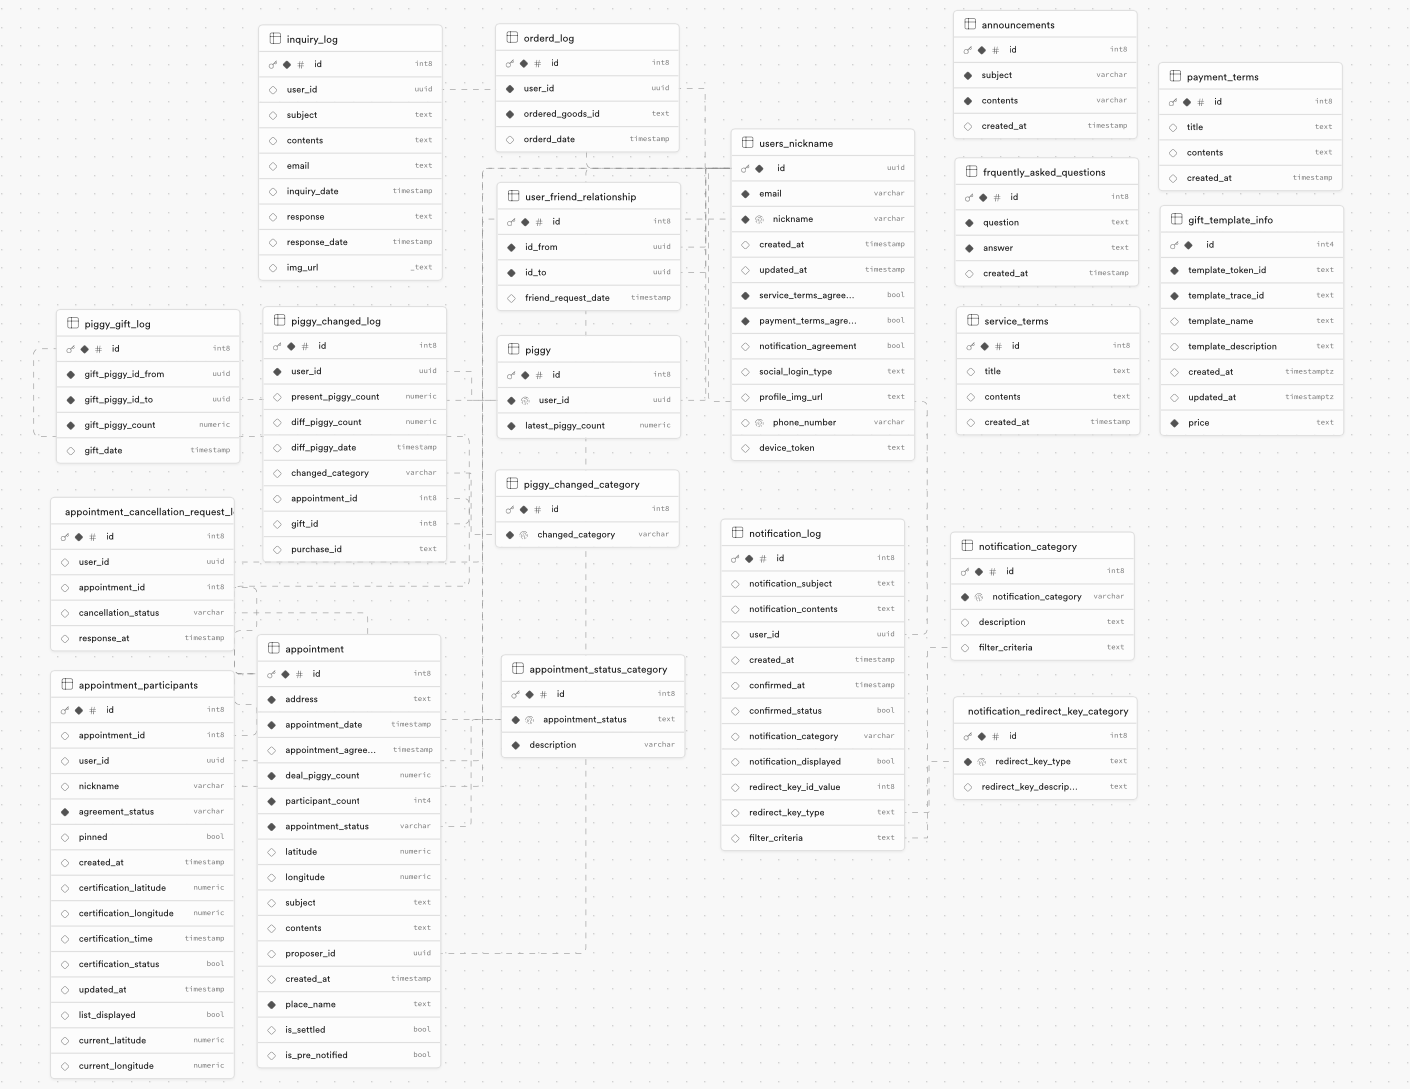 inquiry_log
id int8
user_id uuid
subject text
contents text
email text
inquiry_date timestamp
response text
response_date timestamp
img_url _text
orderd_log
id int8
user_id uuid
ordered_goods_id text
orderd_date timestamp
user_friend_relationship
id int8
id_from uuid
id_to uuid
friend_request_date timestamp
users_nickname
id uuid
email varchar
nickname varchar
created_at timestamp
updated_at timestamp
service_terms_agree... bool
payment_terms_agre... bool
notification_agreement bool
social_login_type text
profile_img_url text
phone_number varchar
device_token text
announcements
id int8
subject varchar
contents varchar
created_at timestamp
payment_terms
id int8
title text
contents text
created_at timestamp
frquently_asked_questions
id int8
question text
answer text
created_at timestamp
gift_template_info
id int4
template_token_id text
template_trace_id text
template_name text
template_description text
created_at timestamptz
updated_at timestamptz
price text
service_terms
id int8
title text
contents text
created_at timestamp
piggy_gift_log
id int8
gift_piggy_id_from uuid
gift_piggy_id_to uuid
gift_piggy_count numeric
gift_date timestamp
piggy_changed_log
id int8
user_id uuid
present_piggy_count numeric
diff_piggy_count numeric
diff_piggy_date timestamp
changed_category varchar
appointment_id int8
gift_id int8
purchase_id text
piggy
id int8
user_id uuid
latest_piggy_count numeric
piggy_changed_category
id int8
changed_category varchar
appointment_cancellation_request_l
id int8
user_id uuid
appointment_id int8
cancellation_status varchar
response_at timestamp
appointment_participants
id int8
appointment_id int8
user_id uuid
nickname varchar
agreement_status varchar
pinned bool
created_at timestamp
certification_latitude numeric
certification_longitude numeric
certification_time timestamp
certification_status bool
updated_at timestamp
list_displayed bool
current_latitude numeric
current_longitude numeric
appointment
id int8
address text
appointment_date timestamp
appointment_agree... timestamp
deal_piggy_count numeric
participant_count int4
appointment_status varchar
latitude numeric
longitude numeric
subject text
contents text
proposer_id uuid
created_at timestamp
place_name text
is_settled bool
is_pre_notified bool
appointment_status_category
id int8
appointment_status text
description varchar
notification_log
id int8
notification_subject text
notification_contents text
user_id uuid
created_at timestamp
confirmed_at timestamp
confirmed_status bool
notification_category varchar
notification_displayed bool
redirect_key_id_value int8
redirect_key_type text
filter_criteria text
notification_category
id int8
notification_category varchar
description text
filter_criteria text
notification_redirect_key_category
id int8
redirect_key_type text
redirect_key_descrip... text